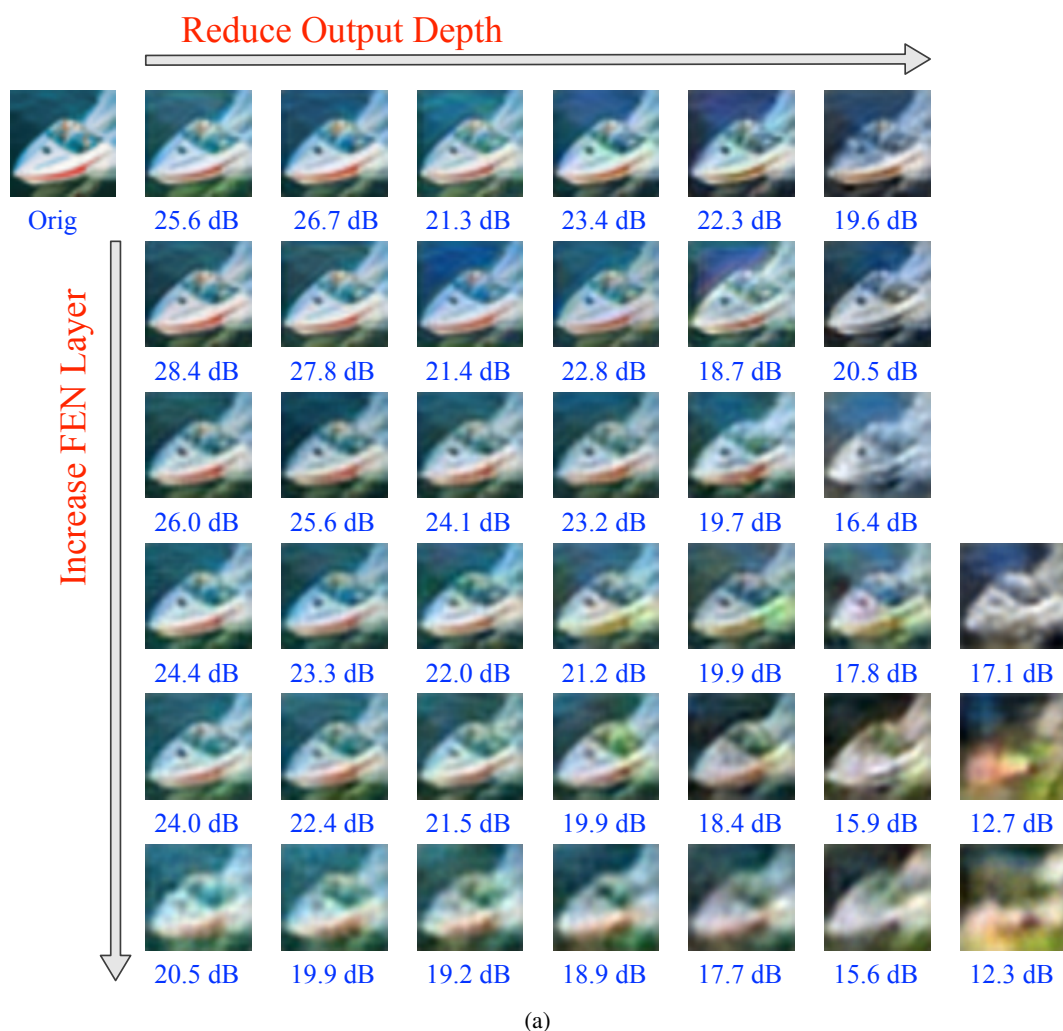 Reduce Output Depth
Orig
25.6 dB 26.7 dB 21.3 dB 23.4 dB 22.3 dB 19.6 dB
Increase FEN Layer
28.4 dB 27.8 dB 21.4 dB 22.8 dB 18.7 dB 20.5 dB
26.0 dB 25.6 dB 24.1 dB 23.2 dB 19.7 dB 16.4 dB
24.4 dB 23.3 dB 22.0 dB 21.2 dB 19.9 dB 17.8 dB 17.1 dB
24.0 dB 22.4 dB 21.5 dB 19.9 dB 18.4 dB 15.9 dB 12.7 dB
20.5 dB 19.9 dB 19.2 dB 18.9 dB 17.7 dB 15.6 dB 12.3 dB
(a)